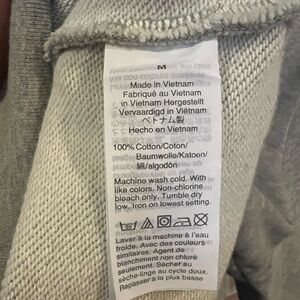 M
Made in Vietnam
Fabriqué au Vietnam
in Vietnam Hergestellt
Vervaardigd in Viëtnam
ベトナム製
Hecho en Vietnam
100% Cotton/Coton/
Baumwolle/Katoen/
綿/algodón.
Machine wash cold. With
like colors. Non-chlorine
bleach only. Tumble dry
low. Iron on lowest setting.
Laver à la machine à l'eau
froide. Avec des couleurs
similaires. Agent de
blanchiment non chloré
seulement. Sécher au
sèche-linge au cycle doux.
Repasser à la plus basse